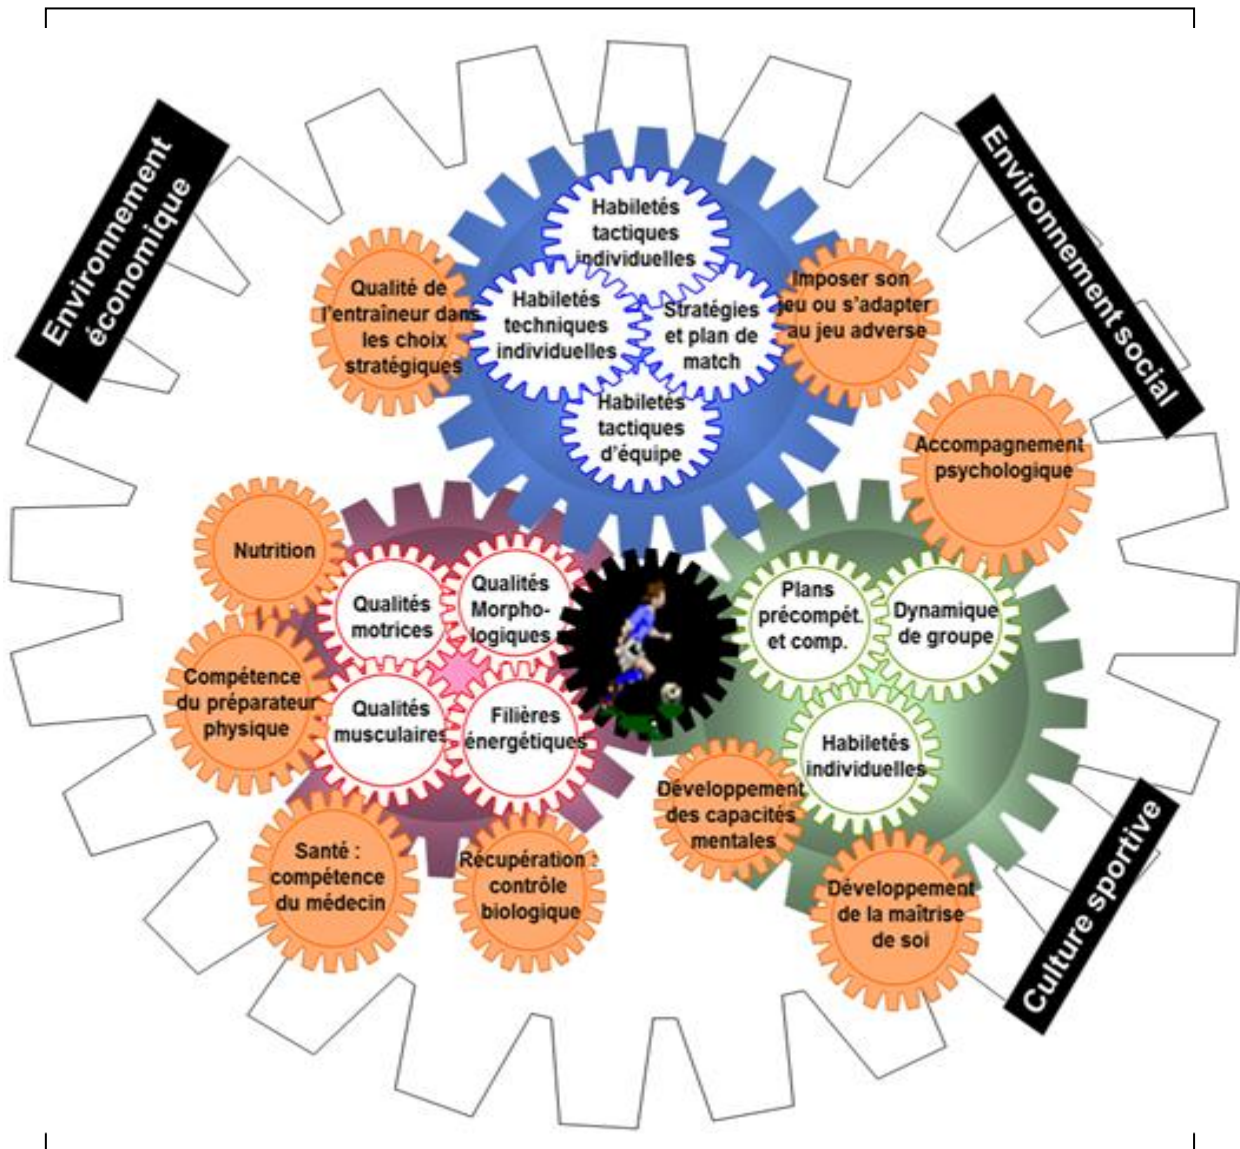 Environnement
économique
Environnement social
Habiletés
tactiques
individuelles
Qualité de
l'entraîneur dans
les choix
stratégiques
Habiletés
techniques
individuelles
Stratégies
et plan de
match
Imposer son
jeu ou s'adapter
au jeu adverse
Habiletés
tactiques
d'équipe
Accompagnement
psychologique
Nutrition
Qualités
motrices
Qualités
Morpho-
logiques
Plans
précompét.
et comp.
Dynamique
de groupe
Compétence
du préparateur
physique
Qualités
musculaires
Filières
énergétiques
Habiletés
individuelles
Développement
des capacités
mentales
Santé :
compétence
du médecin
Récupération :
contrôle
biologique
Développement
de la maîtrise
de soi
Culture sportive